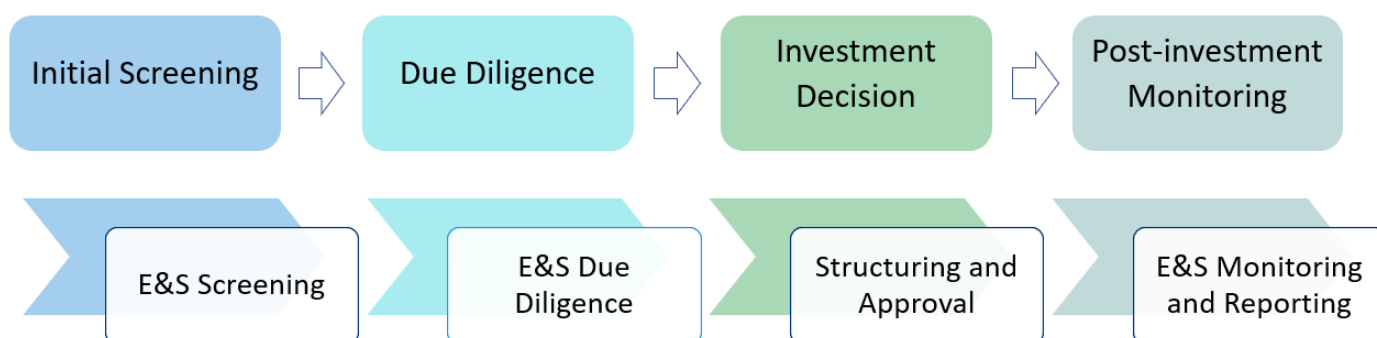 Initial Screening
Due Diligence
Investment
Decision
Post-investment
Monitoring
E&S Screening
E&S Due
Diligence
Structuring and
Approval
E&S Monitoring
and Reporting